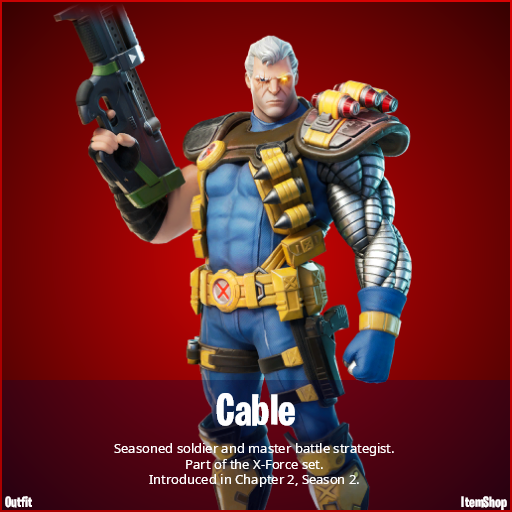 Cable
Seasoned soldier and master battle strategist.
Part of the X-Force set.
Introduced in Chapter 2, Season 2.
Outfit
ItemShop